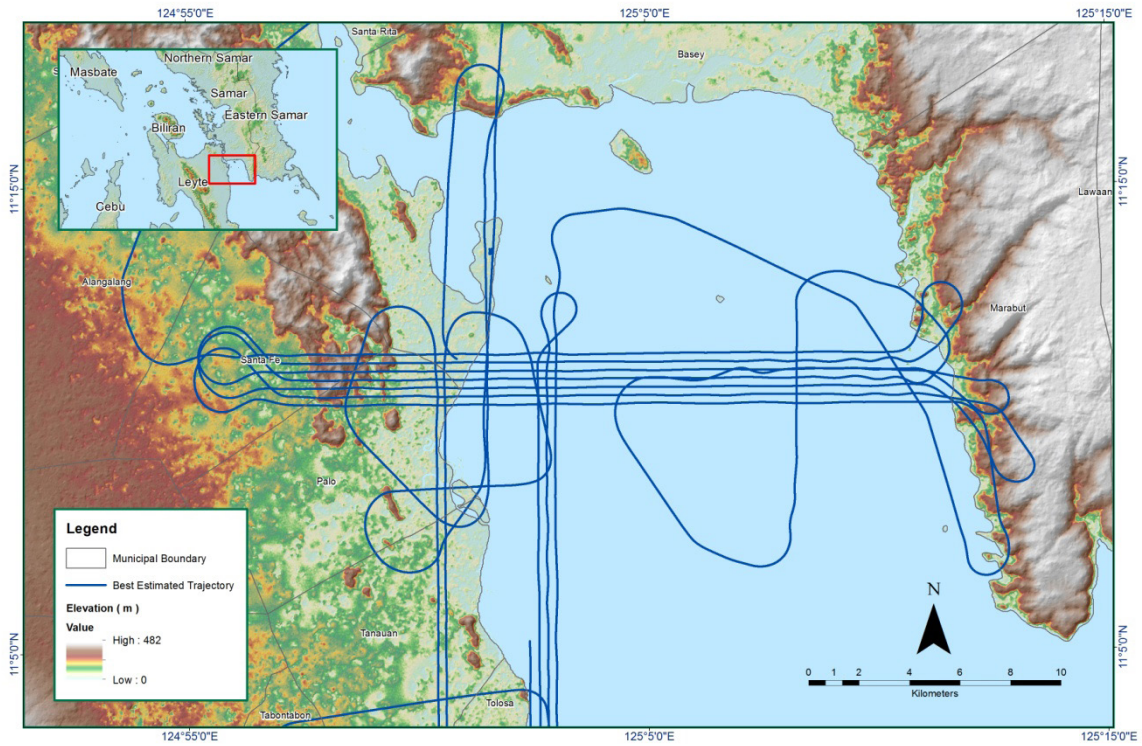 124°55'0"E
125°5'0"E
125°15'0"E
Santa Rita
Basey
Northern Samar
Masbate
S
Samar
Eastern Samar
Biliran
Leyte
Cebu
11°15'0"N
11°15'0"N
Lawaan
Alangalang
Marabut
Santa Fe
Palo
Legend
Municipal Boundary
Best Estimated Trajectory
Elevation ( m )
Value
High : 482
Low : 0
N
Tanauan
11°5'0"N
11°5'0"N
0 1 2 4 6 8 10
Kilometers
Tolosa
Tabontabon
124°55'0"E
125°5'0"E
125°15'0"E